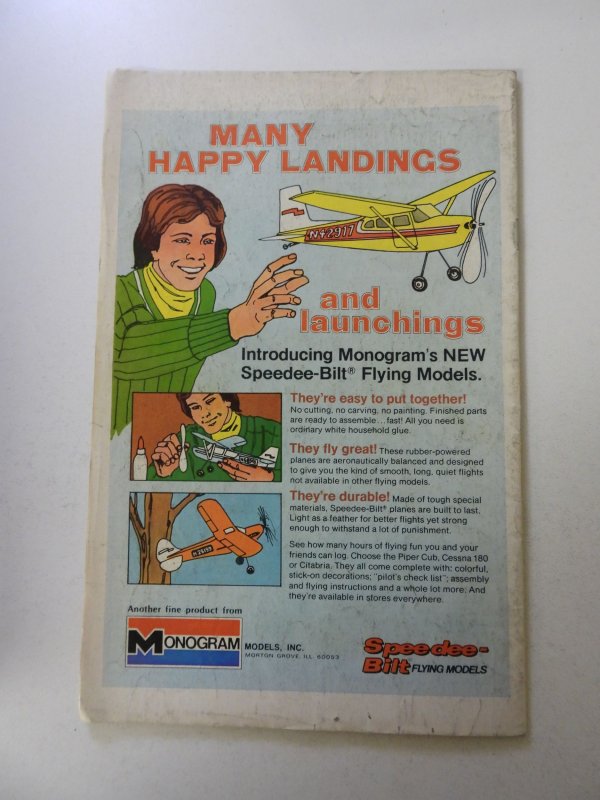 MANY
HAPPY LANDINGS
N42917
and
launchings
Introducing Monogram's NEW
Speedee-Bilt® Flying Models.
They're easy to put together!
No cutting, no carving, no painting. Finished parts
are ready to assemble...fast! All you need is
ordinary white household glue.
They fly great! These rubber-powered
planes are aeronautically balanced and designed
to give you the kind of smooth, long, quiet flights
not available in other flying models.
They're durable! Made of tough special
materials, Speedee-Bilt® planes are built to last.
Light as a feather for better flights yet strong
enough to withstand a lot of punishment.
See how many hours of flying fun you and your
friends can log. Choose the Piper Cub, Cessna 180
or Citabria. They all come complete with: colorful,
stick-on decorations; "pilot's check list"; assembly
and flying instructions and a whole lot more. And
they're available in stores everywhere.
Another fine product from
MONOGRAM MODELS, INC.
MORTON GROVE, ILL. 60053
Speedee-
Bilt FLYING MODELS